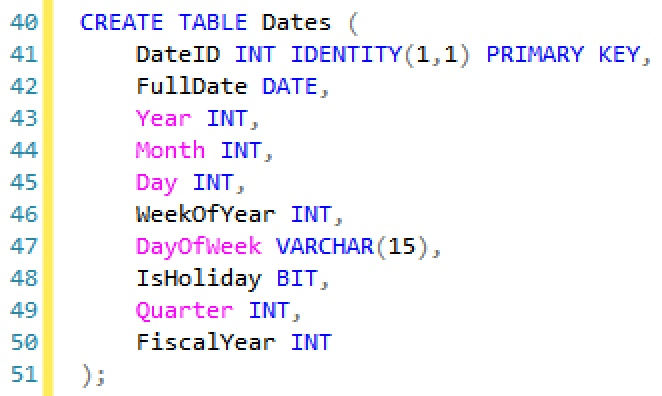 40 CREATE TABLE Dates (
41 DateID INT IDENTITY(1,1) PRIMARY KEY,
42 FullDate DATE,
43 Year INT,
44 Month INT,
45 Day INT,
46 WeekOfYear INT,
47 DayOfWeek VARCHAR(15),
48 IsHoliday BIT,
49 Quarter INT,
50 FiscalYear INT
51 );